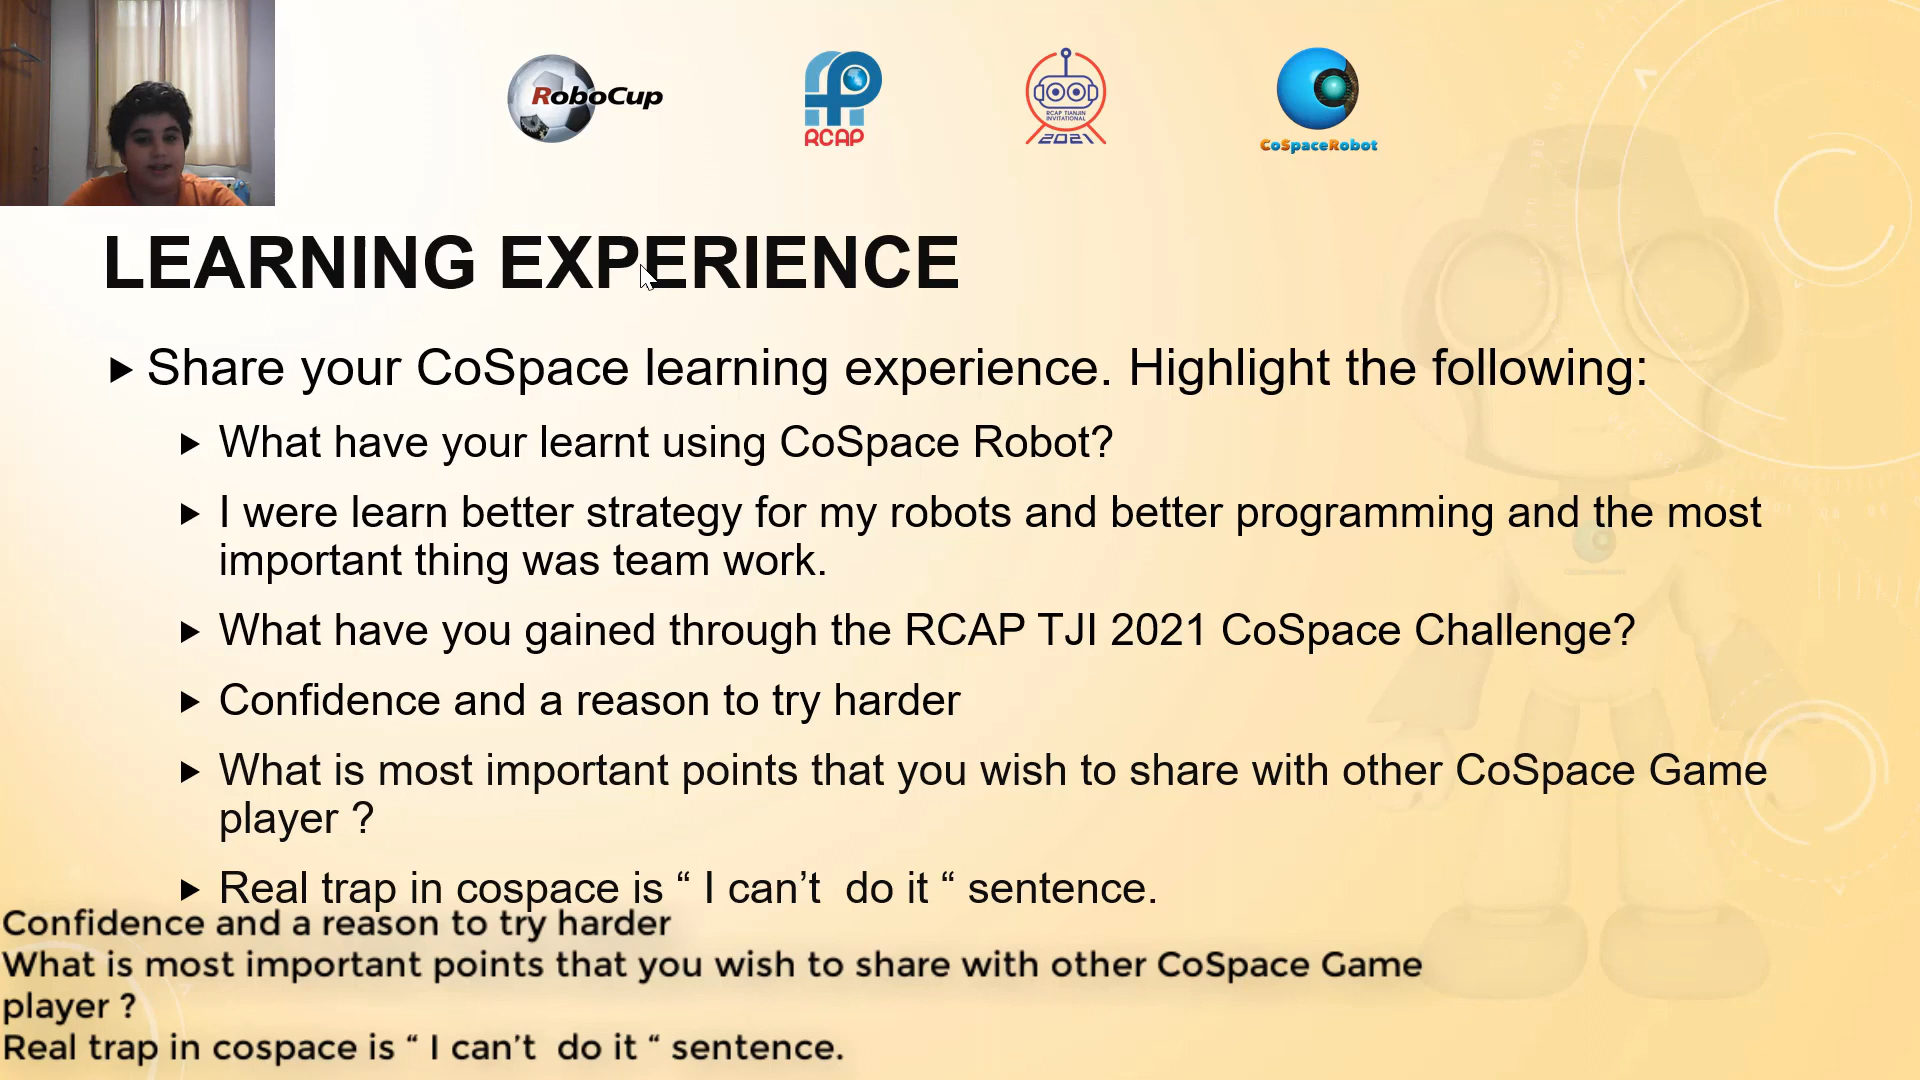 RoboCup
RCAP
RCAP TIANJIN
INVITATIONAL
2021
CoSpaceRobot
LEARNING EXPERIENCE
Share your CoSpace learning experience. Highlight the following:
What have your learnt using CoSpace Robot?
I were learn better strategy for my robots and better programming and the most
important thing was team work.
What have you gained through the RCAP TJI 2021 CoSpace Challenge?
Confidence and a reason to try harder
What is most important points that you wish to share with other CoSpace Game
player ?
Real trap in cospace is “ I can’t  do it “ sentence.
Confidence and a reason to try harder
What is most important points that you wish to share with other CoSpace Game
player ?
Real trap in cospace is “ I can’t  do it “ sentence.